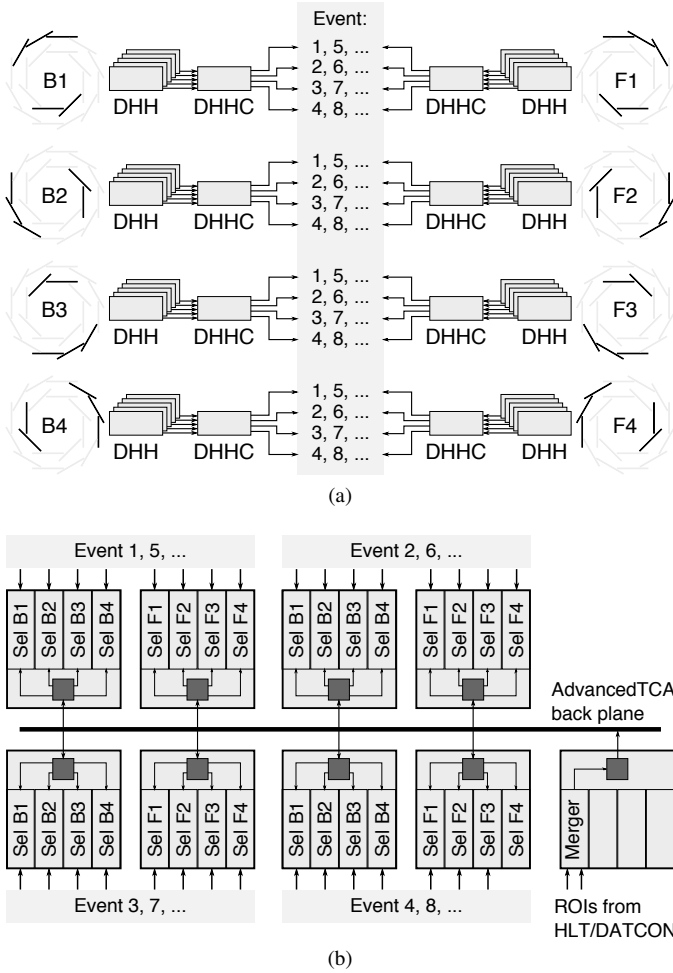 Event:
B1 DHH DHHC 1, 5, ... DHHC DHH F1
2, 6, ...
3, 7, ...
4, 8, ...
B2 DHH DHHC 1, 5, ... DHHC DHH F2
2, 6, ...
3, 7, ...
4, 8, ...
B3 DHH DHHC 1, 5, ... DHHC DHH F3
2, 6, ...
3, 7, ...
4, 8, ...
B4 DHH DHHC 1, 5, ... DHHC DHH F4
2, 6, ...
3, 7, ...
4, 8, ...
(a)
Event 1, 5, ... Event 2, 6, ...
Sel B1 Sel B2 Sel B3 Sel B4 Sel F1 Sel F2 Sel F3 Sel F4 Sel B1 Sel B2 Sel B3 Sel B4 Sel F1 Sel F2 Sel F3 Sel F4
AdvancedTCA
back plane
Sel B1 Sel B2 Sel B3 Sel B4 Sel F1 Sel F2 Sel F3 Sel F4 Sel B1 Sel B2 Sel B3 Sel B4 Sel F1 Sel F2 Sel F3 Sel F4 Merger
Event 3, 7, ... Event 4, 8, ...
ROIs from
HLT/DATCON
(b)